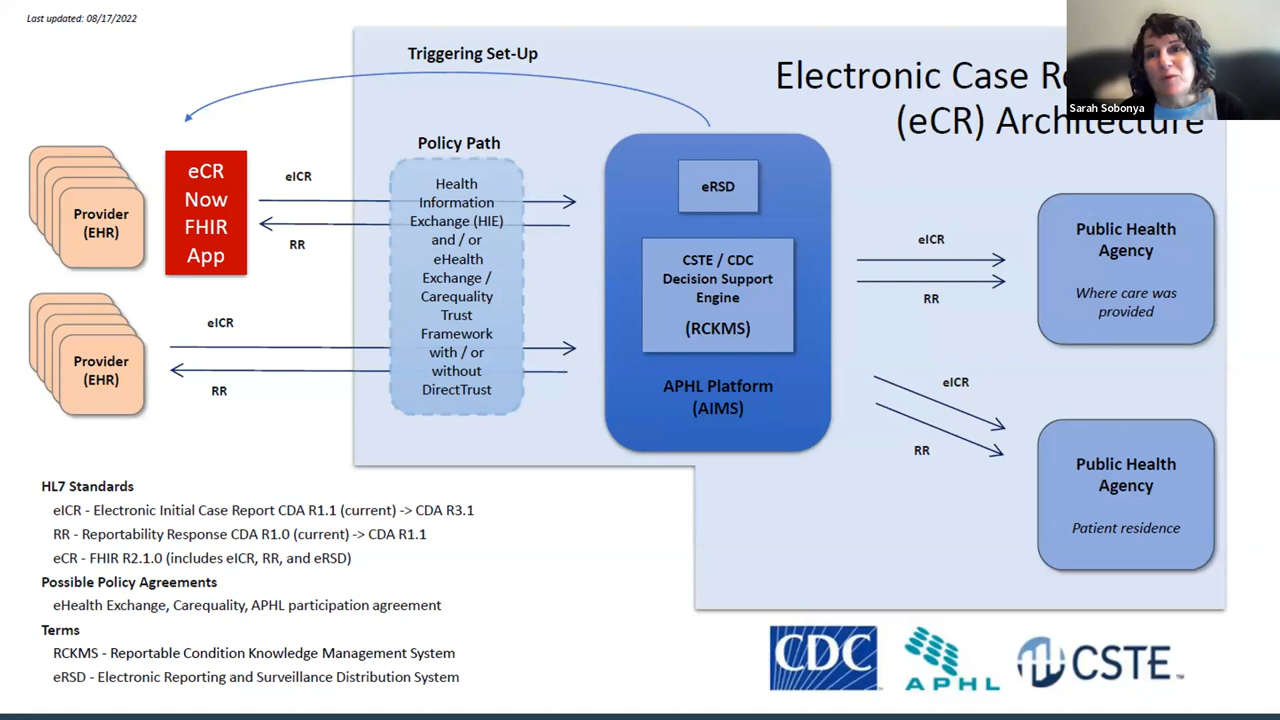 Last updated: 08/17/2022
Triggering Set-Up
Electronic Case Re
(eCR) Architecture
Sarah Sobonya
Policy Path
Provider
(EHR)
eCR
Now
FHIR
App
eICR
RR
Health
Information
Exchange (HIE)
and / or
eHealth
Exchange /
Carequality
Trust
Framework
with / or
without
DirectTrust
eRSD
CSTE / CDC
Decision Support
Engine
(RCKMS)
APHL Platform
(AIMS)
eICR
RR
Public Health
Agency
Where care was
provided
Provider
(EHR)
eICR
RR
eICR
RR
Public Health
Agency
Patient residence
HL7 Standards
eICR - Electronic Initial Case Report CDA R1.1 (current) -> CDA R3.1
RR - Reportability Response CDA R1.0 (current) -> CDA R1.1
eCR - FHIR R2.1.0 (includes eICR, RR, and eRSD)
Possible Policy Agreements
eHealth Exchange, Carequality, APHL participation agreement
Terms
RCKMS - Reportable Condition Knowledge Management System
eRSD - Electronic Reporting and Surveillance Distribution System
CDC
APHL
CSTE